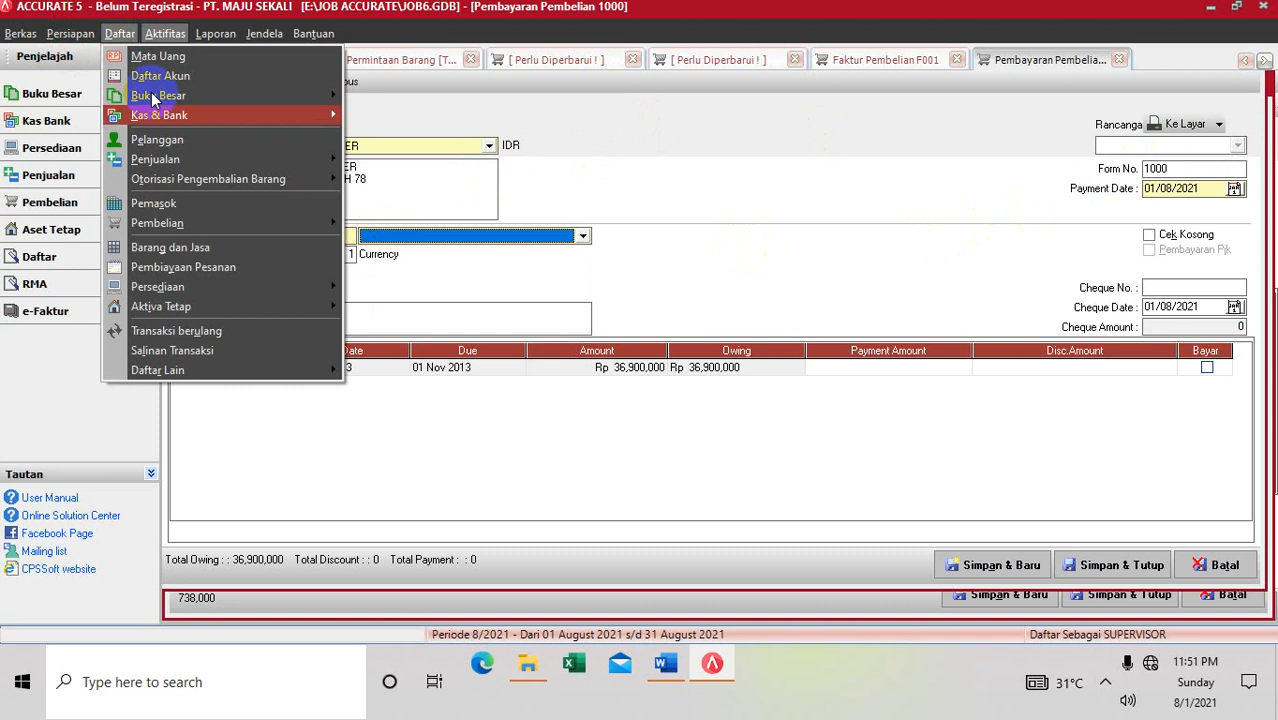 ACCURATE 5 - Belum Teregistrasi - PT. MAJU SEKALI [E:\JOB ACCURATE\JOB6.GDB] - [Pembayaran Pembelian 1000]
Berkas Persiapan Daftar Aktifitas Laporan Jendela Bantuan
Penjelajah
Permintaan Barang [T... [ Perlu Diperbarui ! ] [ Perlu Diperbarui ! ] Faktur Pembelian F001 Pembayaran Pembelia...
Buku Besar
Kas Bank
Persediaan
Penjualan
Pembelian
Aset Tetap
Daftar
RMA
e-Faktur
Mata Uang
Daftar Akun
Buku Besar
Kas & Bank
Pelanggan
Penjualan
Otorisasi Pengembalian Barang
Pemasok
Pembelian
Barang dan Jasa
Pembiayaan Pesanan
Persediaan
Aktiva Tetap
Transaksi berulang
Salinan Transaksi
Daftar Lain
pus
Rancanga Ke Layar
ER IDR
ER
H 78
Form No. 1000
Payment Date : 01/08/2021
Cek Kosong
1 Currency
Pembayaran Pjk
Cheque No. :
Cheque Date : 01/08/2021
Cheque Amount : 0
Date Due Amount Owing Payment Amount Disc.Amount Bayar
3 01 Nov 2013 Rp 36,900,000 Rp 36,900,000
Tautan
User Manual
Online Solution Center
Facebook Page
Mailing list
CPSSoft website
Total Owing : : 36,900,000 Total Discount : : 0 Total Payment : : 0
Simpan & Baru Simpan & Tutup Batal
738,000 Simpan & Baru Simpan & Tutup Batal
Periode 8/2021 - Dari 01 August 2021 s/d 31 August 2021 Daftar Sebagai SUPERVISOR
Type here to search
31°C
11:51 PM
Sunday
8/1/2021